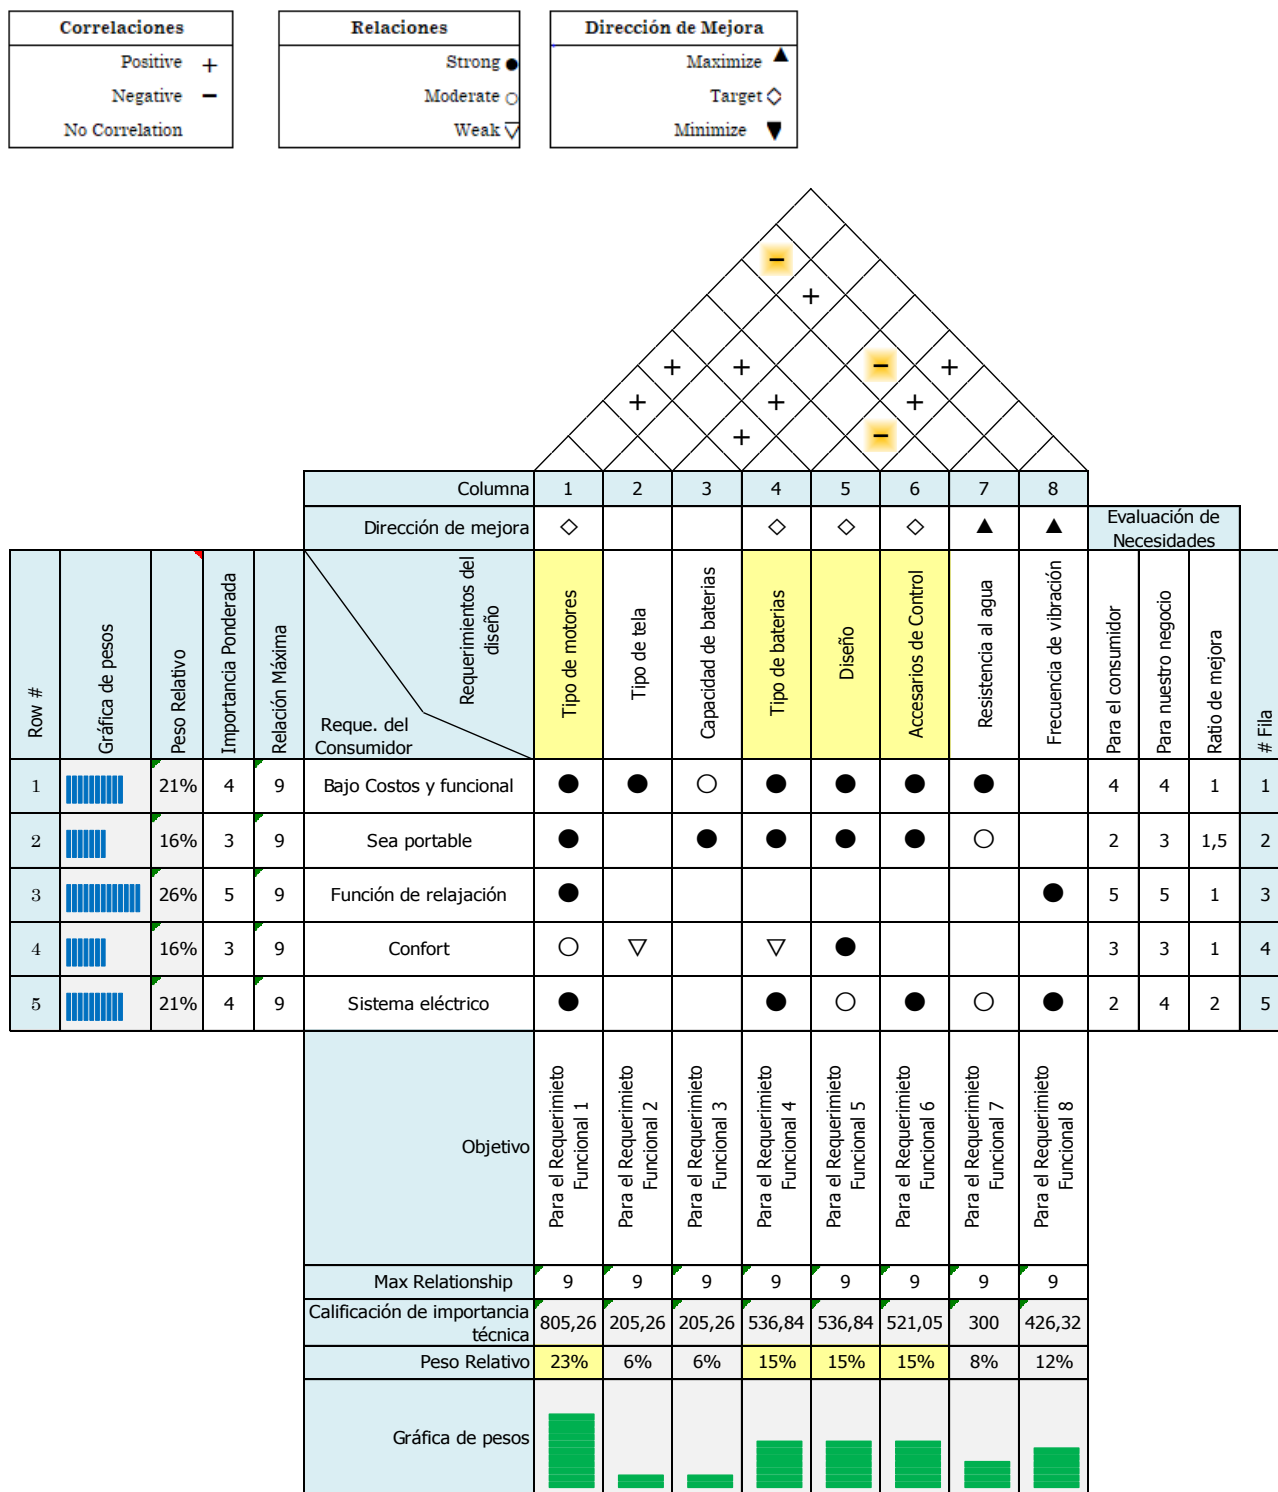 Correlaciones
Positive +
Negative −
No Correlation
Relaciones
Strong ●
Moderate ○
Weak ▽
Dirección de Mejora
Maximize ▲
Target ◇
Minimize ▼
−
+
+ + − +
+ + +
+ −
Columna 1 2 3 4 5 6 7 8
Dirección de mejora ◇ ◇ ◇ ◇ ▲ ▲
Evaluación de
Necesidades
Row #
Gráfica de pesos
Peso Relativo
Importancia Ponderada
Relación Máxima
Requerimientos del
diseño
Reque. del
Consumidor
Tipo de motores
Tipo de tela
Capacidad de baterias
Tipo de baterias
Diseño
Accesarios de Control
Resistencia al agua
Frecuencia de vibración
Para el consumidor
Para nuestro negocio
Ratio de mejora
# Fila
1 21% 4 9 Bajo Costos y funcional ● ● ○ ● ● ● ● 4 4 1 1
2 16% 3 9 Sea portable ● ● ● ● ● ○ 2 3 1,5 2
3 26% 5 9 Función de relajación ● ● 5 5 1 3
4 16% 3 9 Confort ○ ▽ ▽ ● 3 3 1 4
5 21% 4 9 Sistema eléctrico ● ● ○ ● ○ ● 2 4 2 5
Objetivo
Para el Requerimieto
Funcional 1
Para el Requerimieto
Funcional 2
Para el Requerimieto
Funcional 3
Para el Requerimieto
Funcional 4
Para el Requerimieto
Funcional 5
Para el Requerimieto
Funcional 6
Para el Requerimieto
Funcional 7
Para el Requerimieto
Funcional 8
Max Relationship 9 9 9 9 9 9 9 9
Calificación de importancia
técnica 805,26 205,26 205,26 536,84 536,84 521,05 300 426,32
Peso Relativo 23% 6% 6% 15% 15% 15% 8% 12%
Gráfica de pesos